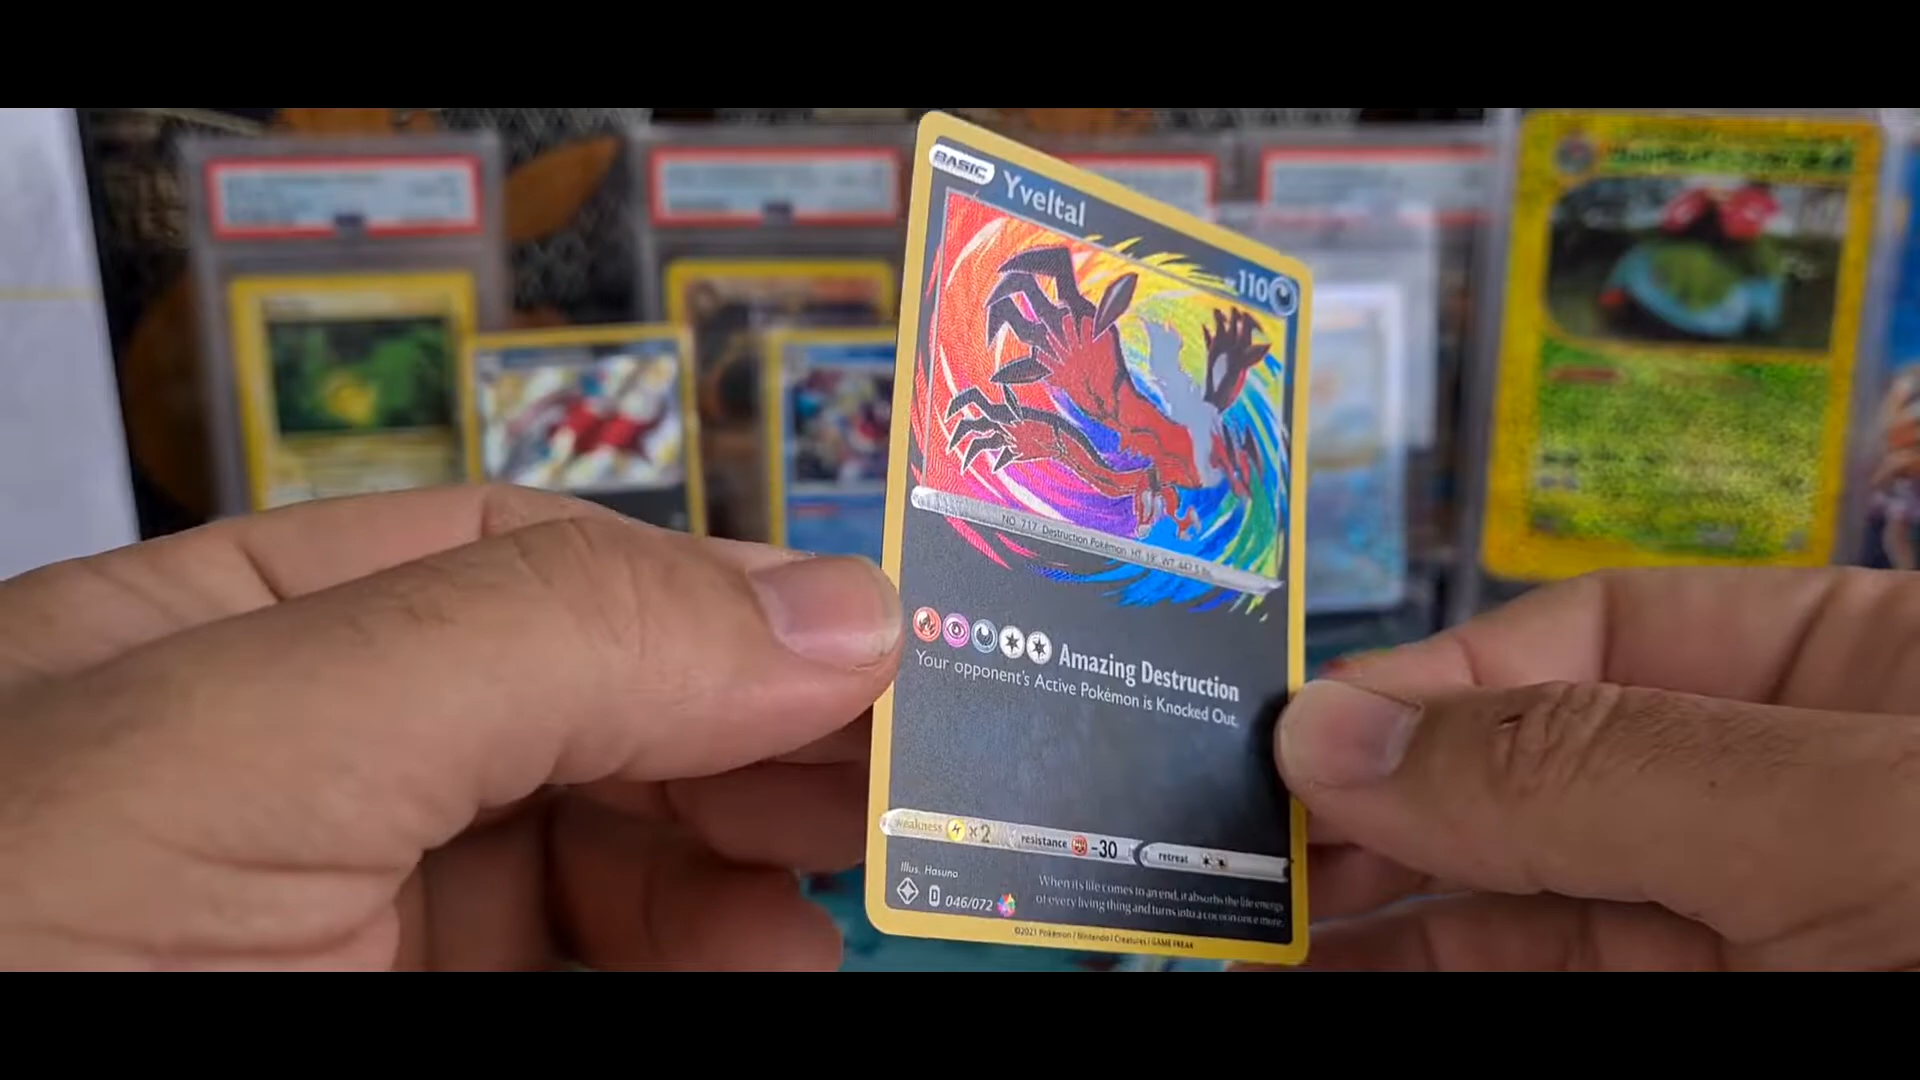 BASIC
Yveltal
110
NO. 717 Destruction Pokémon HT 19' WT 447.5 lbs.
Amazing Destruction
Your opponent's Active Pokémon is Knocked Out.
weakness ×2 resistance -30 retreat
Illus. Hasuno
D 046/072
When its life comes to an end, it absorbs the life energy
of every living thing and turns into a cocoon once more.
©2021 Pokémon / Nintendo / Creatures / GAME FREAK